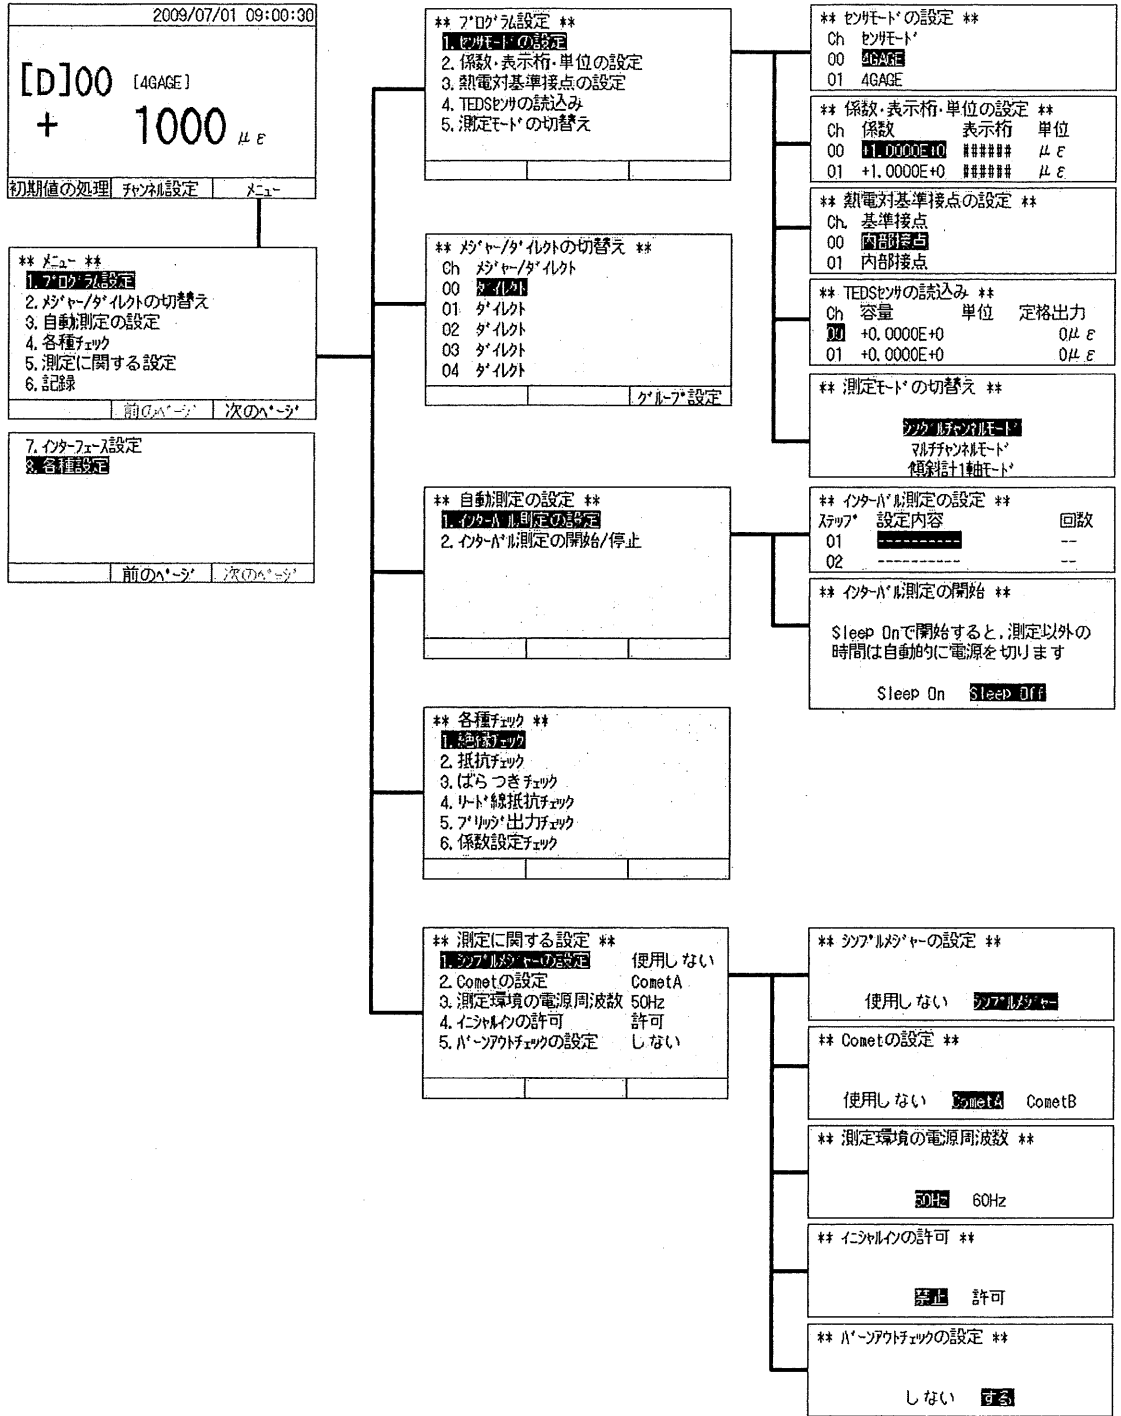 2009/07/01 09:00:30
[D]00 [4GAGE]
+ 1000 με
初期値の処理 ﾁｬﾝﾈﾙ設定 ﾒﾆｭｰ
** ﾒﾆｭｰ **
1.ﾌﾟﾛｸﾞﾗﾑ設定
2.ﾒｼﾞｬｰ/ﾀﾞｲﾚｸﾄの切替え
3.自動測定の設定
4.各種ﾁｪｯｸ
5.測定に関する設定
6.記録
前のﾍﾟｰｼﾞ 次のﾍﾟｰｼﾞ
7.ｲﾝﾀｰﾌｪｰｽ設定
8.各種設定
前のﾍﾟｰｼﾞ 次のﾍﾟｰｼﾞ
** ﾌﾟﾛｸﾞﾗﾑ設定 **
1.ｾﾝｻﾓｰﾄﾞの設定
2.係数・表示桁・単位の設定
3.熱電対基準接点の設定
4.TEDSｾﾝｻの読込み
5.測定ﾓｰﾄﾞの切替え
** ﾒｼﾞｬｰ/ﾀﾞｲﾚｸﾄの切替え **
Ch ﾒｼﾞｬｰ/ﾀﾞｲﾚｸﾄ
00 ﾀﾞｲﾚｸﾄ
01 ﾀﾞｲﾚｸﾄ
02 ﾀﾞｲﾚｸﾄ
03 ﾀﾞｲﾚｸﾄ
04 ﾀﾞｲﾚｸﾄ
ｸﾞﾙｰﾌﾟ設定
** 自動測定の設定 **
1.ｲﾝﾀｰﾊﾞﾙ測定の設定
2.ｲﾝﾀｰﾊﾞﾙ測定の開始/停止
** 各種ﾁｪｯｸ **
1.絶縁ﾁｪｯｸ
2.抵抗ﾁｪｯｸ
3.ばらつきﾁｪｯｸ
4.ﾘｰﾄﾞ線抵抗ﾁｪｯｸ
5.ﾌﾞﾘｯｼﾞ出力ﾁｪｯｸ
6.係数設定ﾁｪｯｸ
** 測定に関する設定 **
1.ｼﾝﾌﾟﾙﾒｼﾞｬｰの設定 使用しない
2.Cometの設定 CometA
3.測定環境の電源周波数 50Hz
4.ｲﾆｼｬﾙｲﾝの許可 許可
5.ﾊﾞｰﾝｱｳﾄﾁｪｯｸの設定 しない
** ｾﾝｻﾓｰﾄﾞの設定 **
Ch ｾﾝｻﾓｰﾄﾞ
00 4GAGE
01 4GAGE
** 係数・表示桁・単位の設定 **
Ch 係数 表示桁 単位
00 +1.0000E+0 ###### με
01 +1.0000E+0 ###### με
** 熱電対基準接点の設定 **
Ch. 基準接点
00 内部接点
01 内部接点
** TEDSｾﾝｻの読込み **
Ch 容量 単位 定格出力
00 +0.0000E+0 0με
01 +0.0000E+0 0με
** 測定ﾓｰﾄﾞの切替え **
ｼﾝｸﾞﾙﾁｬﾝﾈﾙﾓｰﾄﾞ
ﾏﾙﾁﾁｬﾝﾈﾙﾓｰﾄﾞ
傾斜計1軸ﾓｰﾄﾞ
** ｲﾝﾀｰﾊﾞﾙ測定の設定 **
ｽﾃｯﾌﾟ 設定内容 回数
01 ---------- --
02 ---------- --
** ｲﾝﾀｰﾊﾞﾙ測定の開始 **
Sleep Onで開始すると,測定以外の
時間は自動的に電源を切ります
Sleep On Sleep Off
** ｼﾝﾌﾟﾙﾒｼﾞｬｰの設定 **
使用しない ｼﾝﾌﾟﾙﾒｼﾞｬｰ
** Cometの設定 **
使用しない CometA CometB
** 測定環境の電源周波数 **
50Hz 60Hz
** ｲﾆｼｬﾙｲﾝの許可 **
禁止 許可
** ﾊﾞｰﾝｱｳﾄﾁｪｯｸの設定 **
しない する